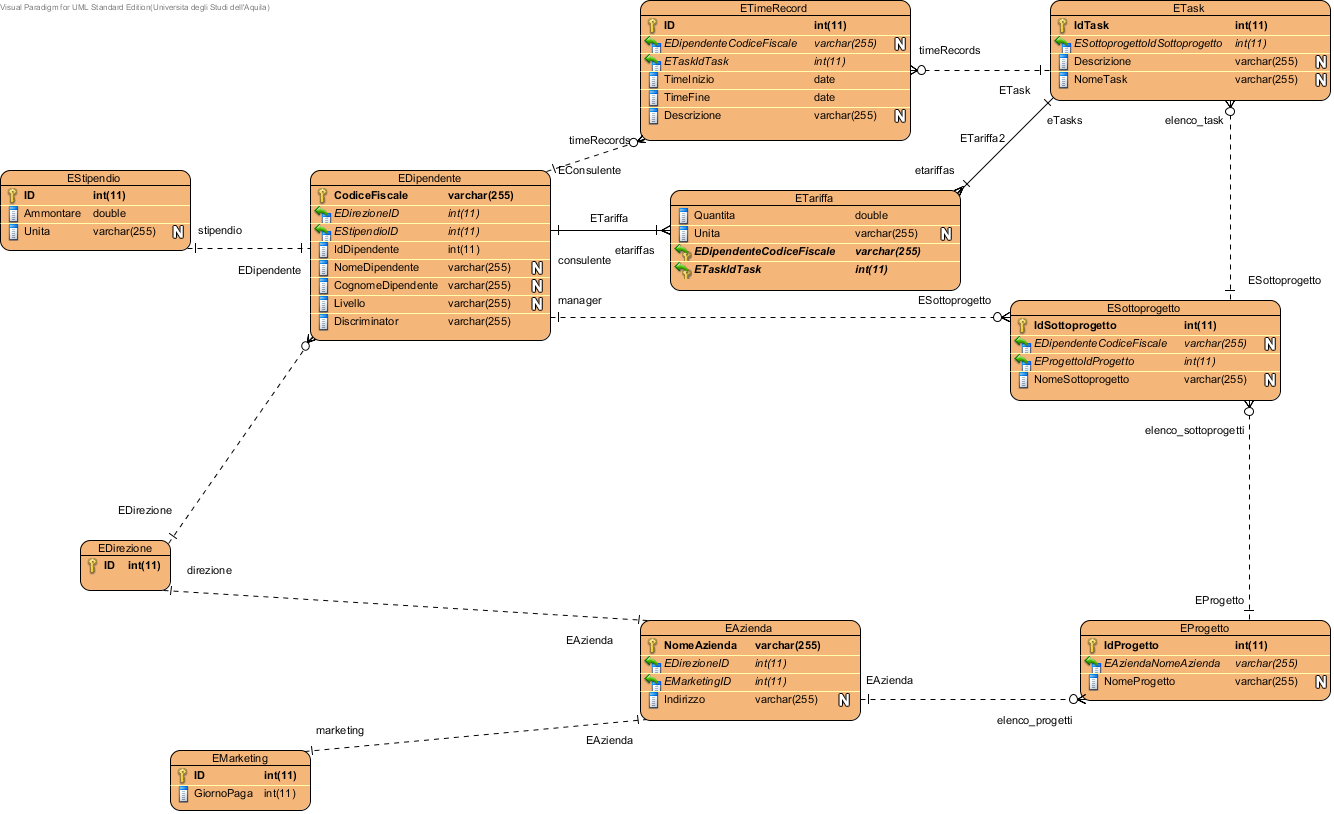 Visual Paradigm for UML Standard Edition(Universita degli Studi dell'Aquila)
ETimeRecord
ID int(11)
EDipendenteCodiceFiscale varchar(255) N
ETaskIdTask int(11)
TimeInizio date
TimeFine date
Descrizione varchar(255) N
ETask
IdTask int(11)
ESottoprogettoIdSottoprogetto int(11)
Descrizione varchar(255) N
NomeTask varchar(255) N
timeRecords
ETask
eTasks
elenco_task
ETariffa2
etariffas
timeRecords
EConsulente
EStipendio
ID int(11)
Ammontare double
Unita varchar(255) N
stipendio
EDipendente
EDipendente
CodiceFiscale varchar(255)
EDirezioneID int(11)
EStipendioID int(11)
IdDipendente int(11)
NomeDipendente varchar(255) N
CognomeDipendente varchar(255) N
Livello varchar(255) N
Discriminator varchar(255)
ETariffa
etariffas
consulente
manager
ETariffa
Quantita double
Unita varchar(255) N
EDipendenteCodiceFiscale varchar(255)
ETaskIdTask int(11)
ESottoprogetto
ESottoprogetto
ESottoprogetto
IdSottoprogetto int(11)
EDipendenteCodiceFiscale varchar(255) N
EProgettoIdProgetto int(11)
NomeSottoprogetto varchar(255) N
elenco_sottoprogetti
EDirezione
EDirezione
ID int(11)
direzione
EAzienda
EAzienda
NomeAzienda varchar(255)
EDirezioneID int(11)
EMarketingID int(11)
Indirizzo varchar(255) N
EAzienda
elenco_progetti
EProgetto
EProgetto
IdProgetto int(11)
EAziendaNomeAzienda varchar(255)
NomeProgetto varchar(255) N
marketing
EAzienda
EMarketing
ID int(11)
GiornoPaga int(11)